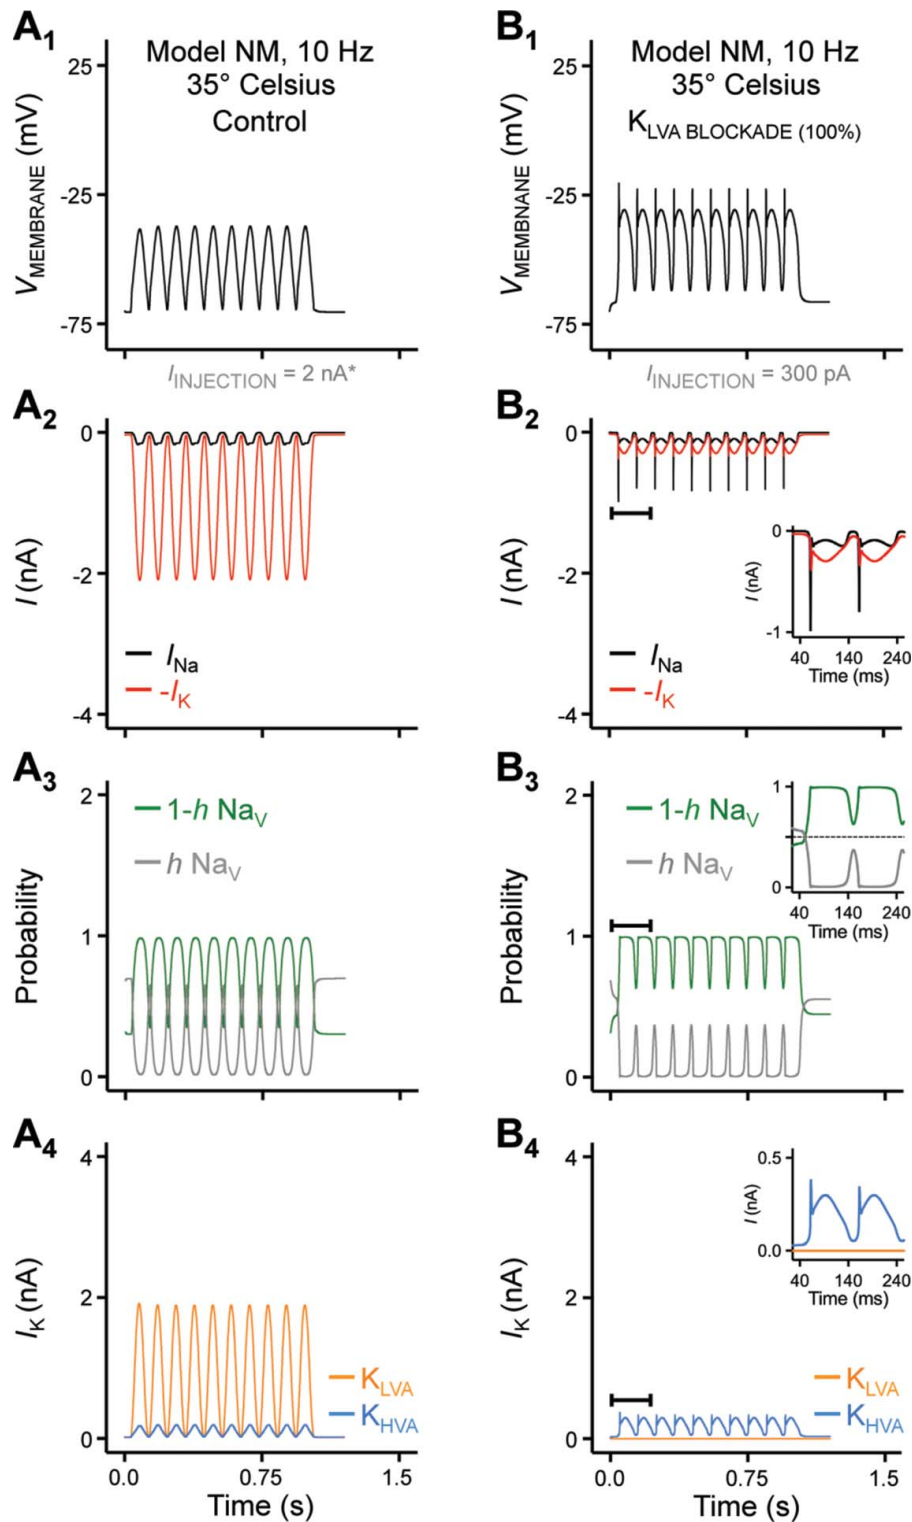 A1
B1
Model NM, 10 Hz
35° Celsius
Control
25
-25
-75
VMEMBRANE (mV)
IINJECTION = 2 nA*
Model NM, 10 Hz
35° Celsius
KLVA BLOCKADE (100%)
25
-25
-75
VMEMBNANE (mV)
IINJECTION = 300 pA
A2
0
-2
-4
I (nA)
INa
-IK
B2
0
-2
-4
I (nA)
INa
-IK
0
-1
I (nA)
40 140 240
Time (ms)
A3
2
1
0
Probability
1-h NaV
h NaV
B3
2
1
0
Probability
1-h NaV
h NaV
1
0
40 140 240
Time (ms)
A4
4
2
0
IK (nA)
KLVA
KHVA
0.0 0.75 1.5
Time (s)
B4
4
2
0
IK (nA)
KLVA
KHVA
0.5
0.0
I (nA)
40 140 240
Time (ms)
0.0 0.75 1.5
Time (s)